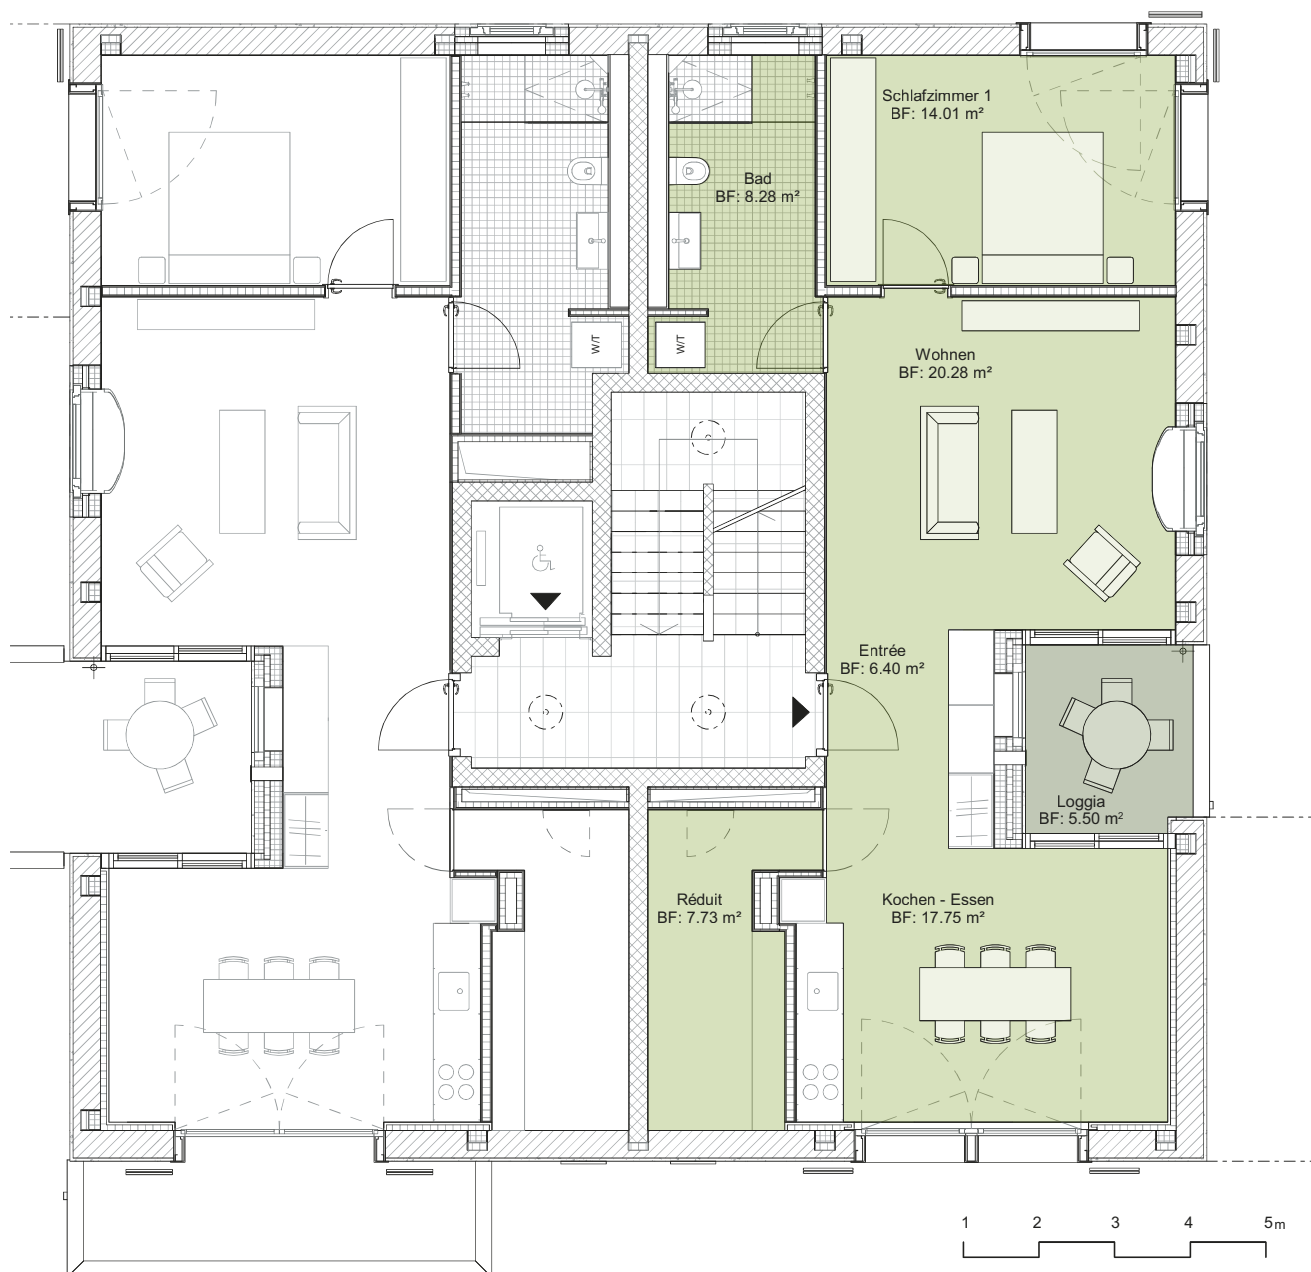 Schlafzimmer 1
BF: 14.01 m²
Bad
BF: 8.28 m²
W/T
W/T
Wohnen
BF: 20.28 m²
Entrée
BF: 6.40 m²
Loggia
BF: 5.50 m²
Réduit
BF: 7.73 m²
Kochen - Essen
BF: 17.75 m²
1 2 3 4 5m